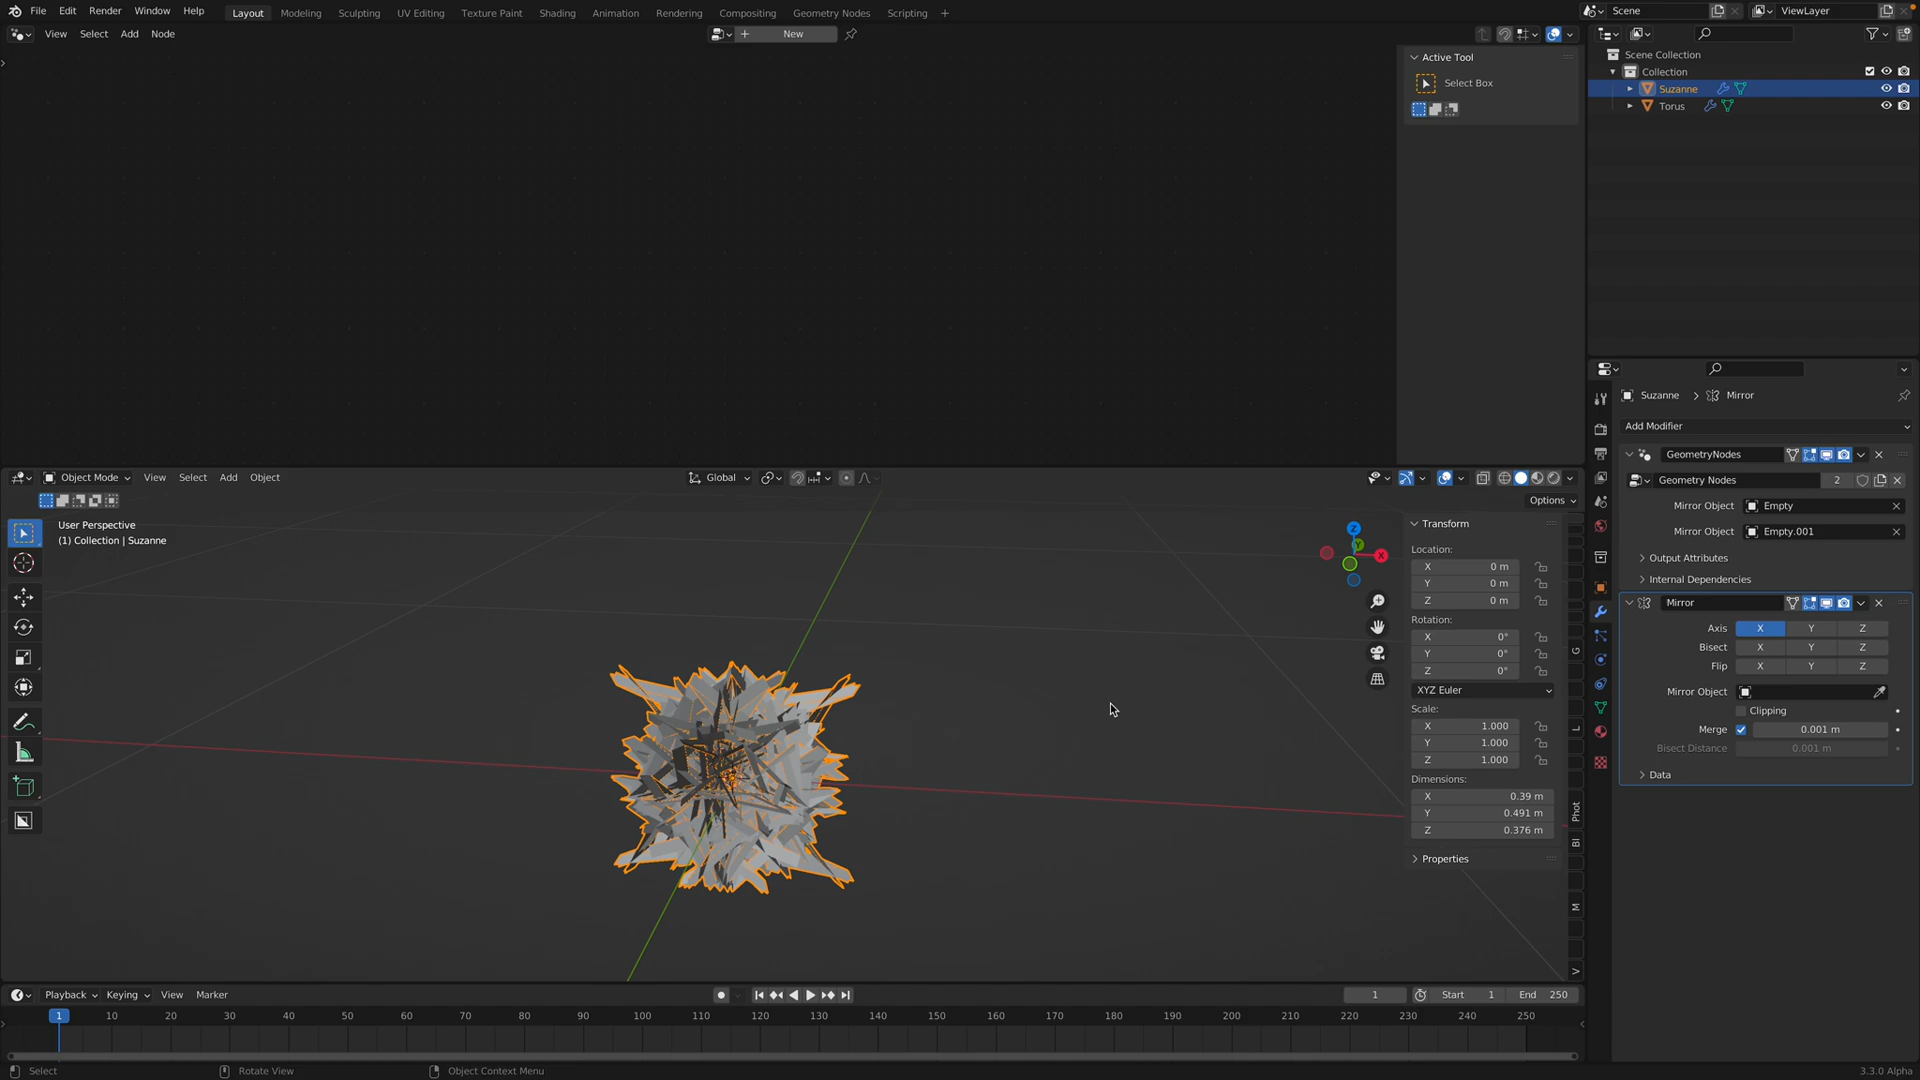 File Edit Render Window Help Layout Modeling Sculpting UV Editing Texture Paint Shading Animation Rendering Compositing Geometry Nodes Scripting + Scene ViewLayer
View Select Add Node + New
Active Tool
Select Box
Scene Collection
Collection
Suzanne
Torus
Suzanne > Mirror
Add Modifier
GeometryNodes
Geometry Nodes 2
Mirror Object Empty
Mirror Object Empty.001
Output Attributes
Internal Dependencies
Mirror
Axis X Y Z
Bisect X Y Z
Flip X Y Z
Mirror Object
Clipping
Merge 0.001 m
Bisect Distance 0.001 m
Data
Object Mode View Select Add Object Global
Options
User Perspective
(1) Collection | Suzanne
Z
Y
X
Transform
Location:
X 0 m
Y 0 m
Z 0 m
Rotation:
X 0°
Y 0°
Z 0°
XYZ Euler
Scale:
X 1.000
Y 1.000
Z 1.000
Dimensions:
X 0.39 m
Y 0.491 m
Z 0.376 m
Properties
G
L
Phot
Bl
M
V
Playback Keying View Marker 1 Start 1 End 250
1 10 20 30 40 50 60 70 80 90 100 110 120 130 140 150 160 170 180 190 200 210 220 230 240 250
Select Rotate View Object Context Menu 3.3.0 Alpha